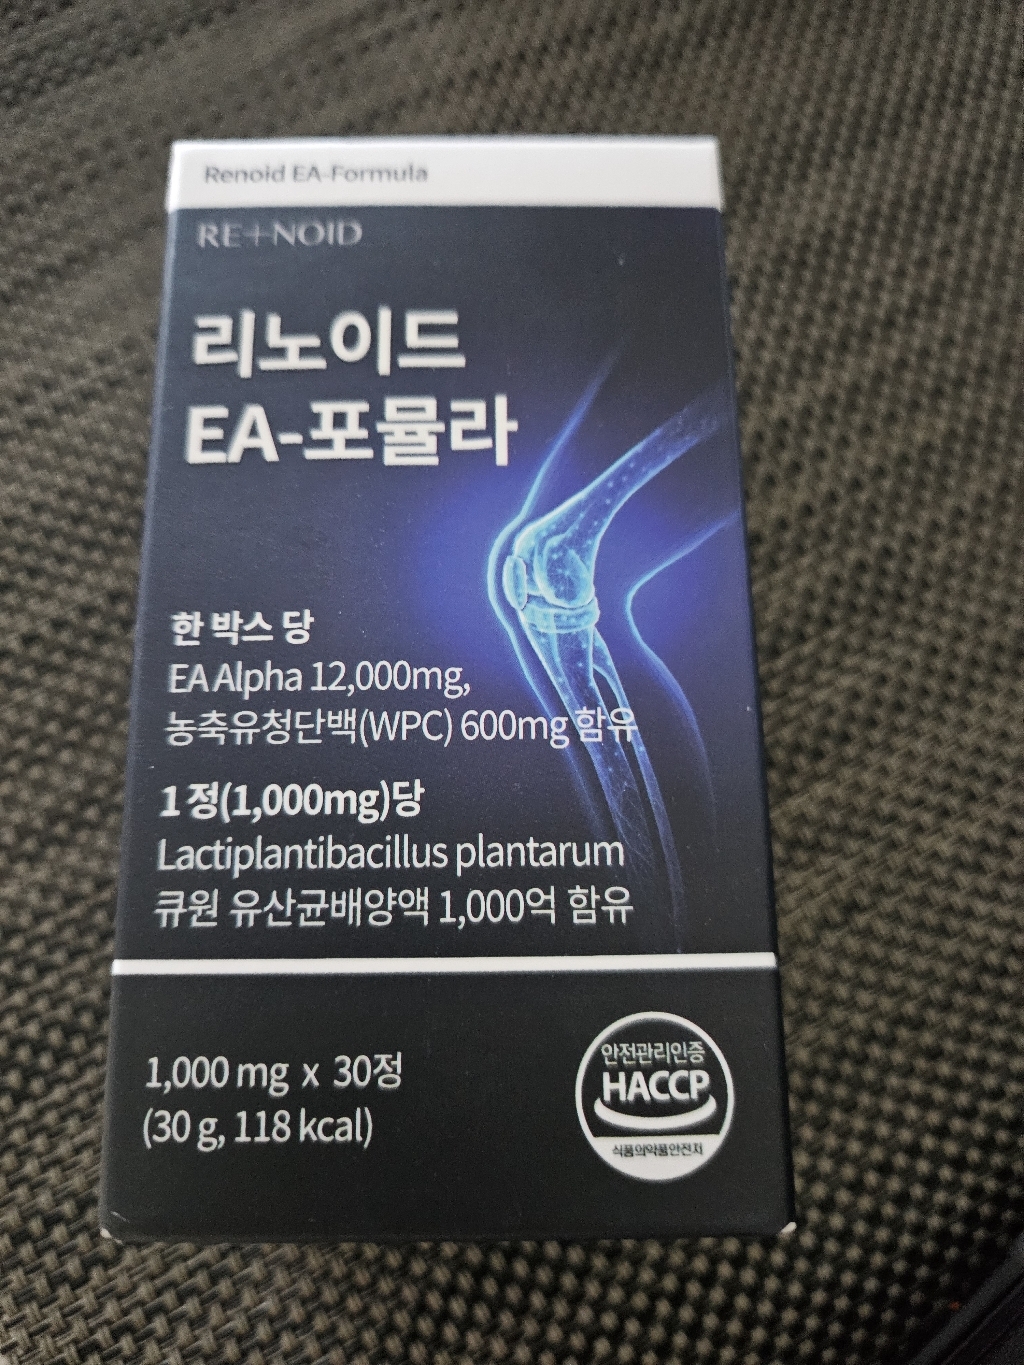 Renoid EA-Formula
RE+NOID
리노이드
EA-포뮬라
한 박스 당
EA Alpha 12,000mg,
농축유청단백(WPC) 600mg 함유
1 정(1,000mg)당
Lactiplantibacillus plantarum
큐원 유산균배양액 1,000억 함유
1,000 mg x 30정
(30 g, 118 kcal)
안전관리인증
HACCP
식품의약품안전처